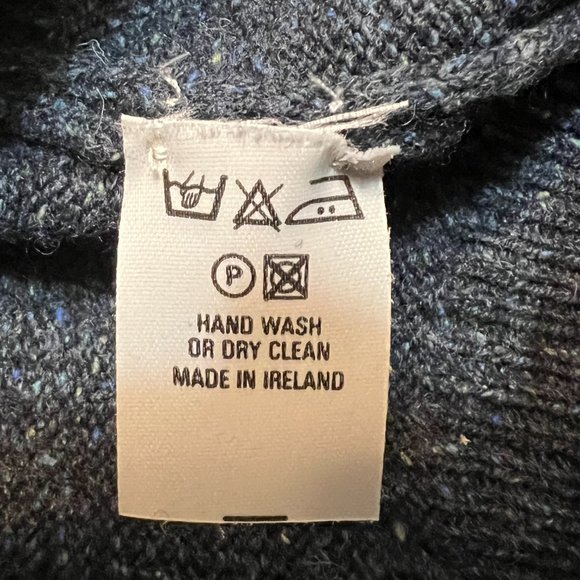 P
HAND WASH
OR DRY CLEAN
MADE IN IRELAND